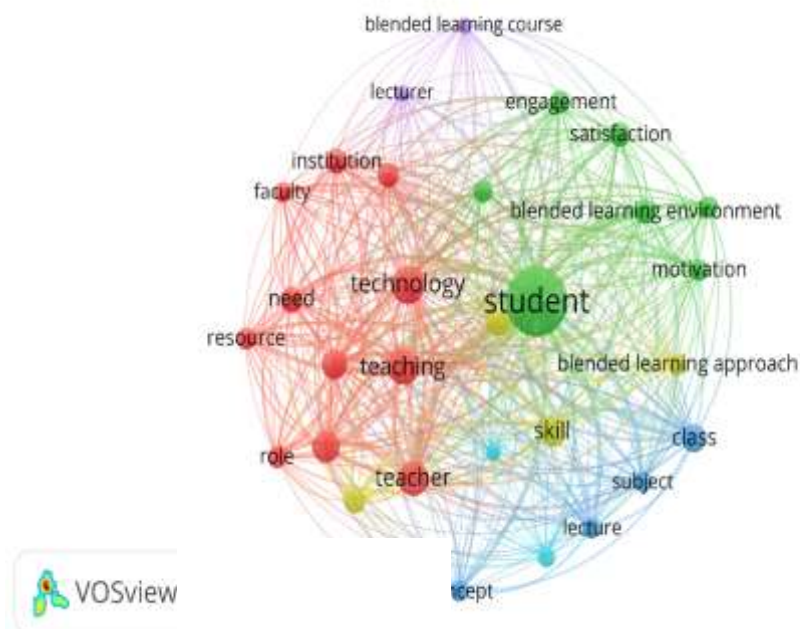 blended learning course
lecturer
engagement
satisfaction
institution
faculty
blended learning environment
motivation
technology
student
need
resource
teaching
blended learning approach
skill
class
role
teacher
subject
lecture
cept
VOSview